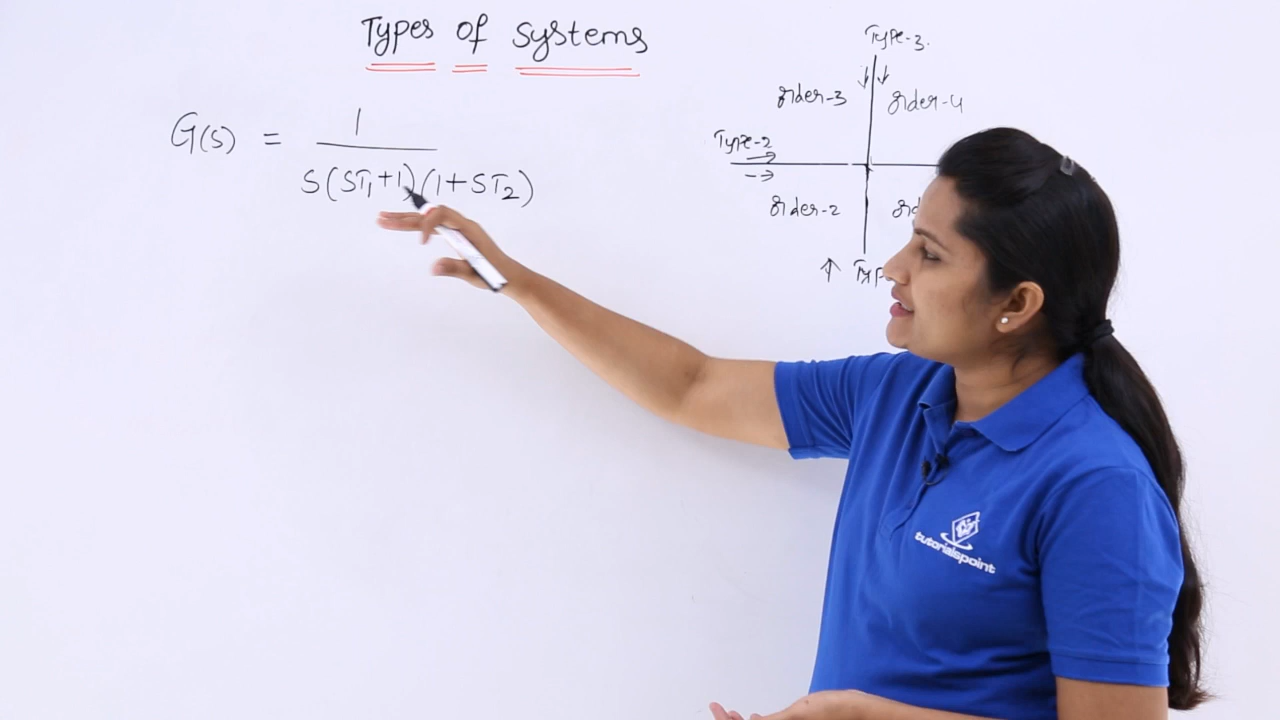 Types of Systems
Type-3.
order-3 order-4
G(s) = 1 / S(ST1+1)(1+ST2)
Type-2
order-2
tutorialspoint